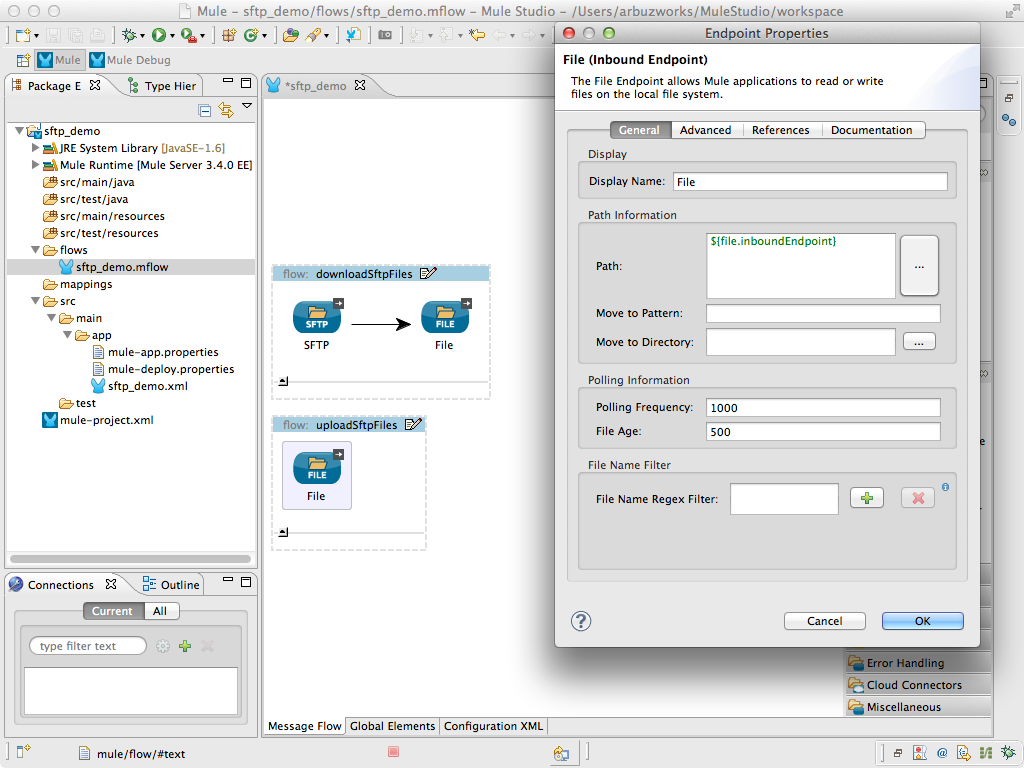 Mule - sftp_demo/flows/sftp_demo.mflow - Mule Studio - /Users/arbuzworks/MuleStudio/workspace
Mule
Mule Debug
Package E
Type Hier
sftp_demo
JRE System Library [JavaSE-1.6]
Mule Runtime [Mule Server 3.4.0 EE]
src/main/java
src/test/java
src/main/resources
src/test/resources
flows
sftp_demo.mflow
mappings
src
main
app
mule-app.properties
mule-deploy.properties
sftp_demo.xml
test
mule-project.xml
Connections
Outline
Current
All
type filter text
*sftp_demo
flow: downloadSftpFiles
SFTP
FILE
SFTP
File
flow: uploadSftpFiles
FILE
File
Message Flow
Global Elements
Configuration XML
Endpoint Properties
File (Inbound Endpoint)
The File Endpoint allows Mule applications to read or write
files on the local file system.
General
Advanced
References
Documentation
Display
Display Name:
File
Path Information
Path:
${file.inboundEndpoint}
...
Move to Pattern:
Move to Directory:
...
Polling Information
Polling Frequency:
1000
File Age:
500
File Name Filter
File Name Regex Filter:
Cancel
OK
Error Handling
Cloud Connectors
Miscellaneous
mule/flow/#text